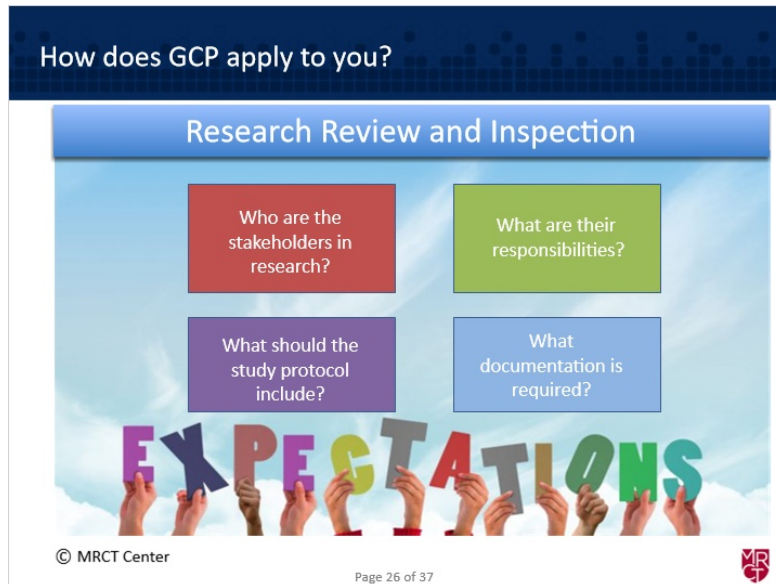 How does GCP apply to you?
Research Review and Inspection
Who are the
stakeholders in
research?
What are their
responsibilities?
What should the
study protocol
include?
What
documentation is
required?
EXPECTATIONS
© MRCT Center
Page 26 of 37
MR
CT